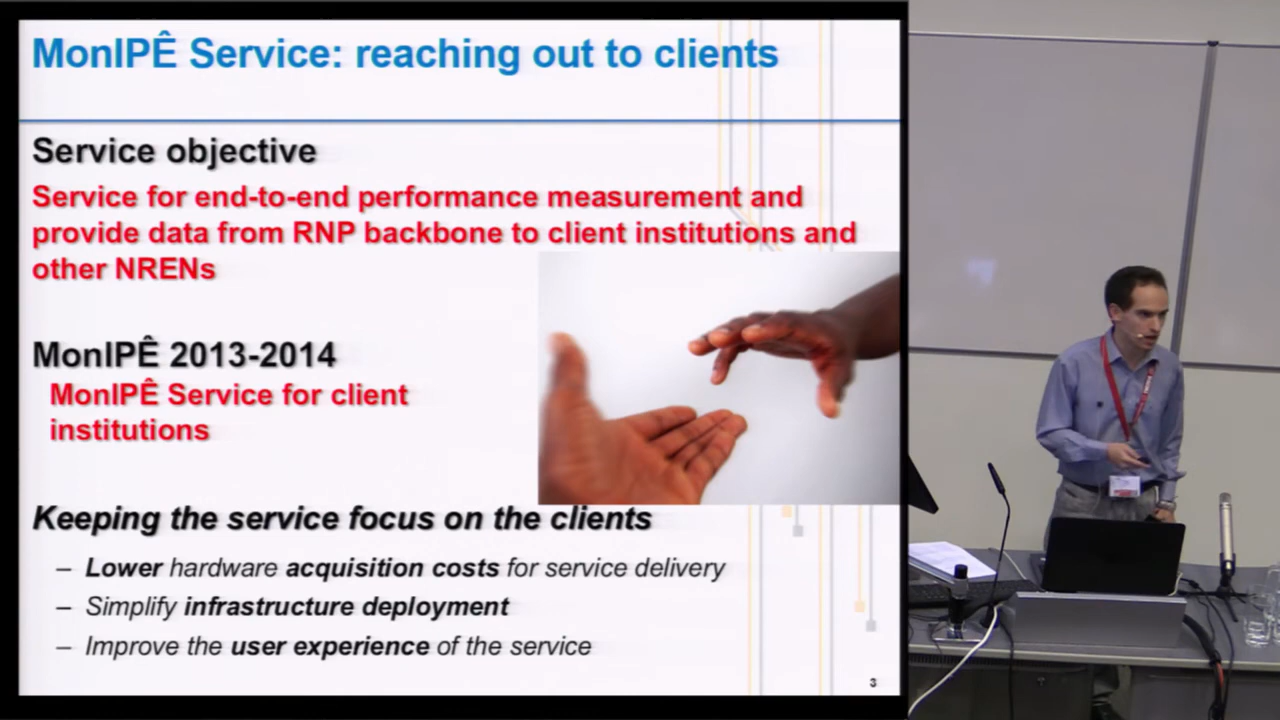 MonIPÊ Service: reaching out to clients
Service objective
Service for end-to-end performance measurement and
provide data from RNP backbone to client institutions and
other NRENs
MonIPÊ 2013-2014
MonIPÊ Service for client
institutions
Keeping the service focus on the clients
– Lower hardware acquisition costs for service delivery
– Simplify infrastructure deployment
– Improve the user experience of the service
3